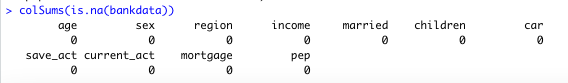 > colSums(is.na(bankdata))
age sex region income married children car
0 0 0 0 0 0 0
save_act current_act mortgage pep
0 0 0 0